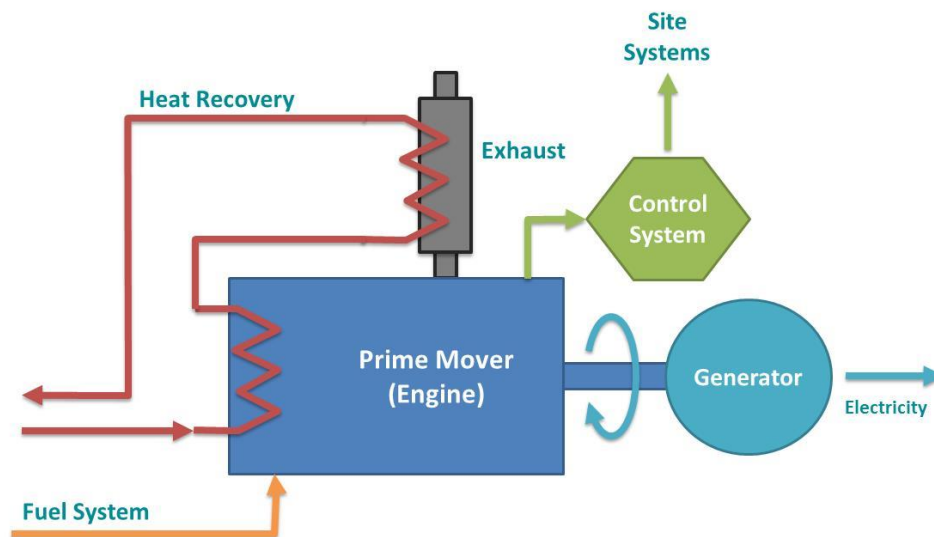 Site
Systems
Heat Recovery
Exhaust
Control
System
Prime Mover
(Engine)
Generator
Electricity
Fuel System